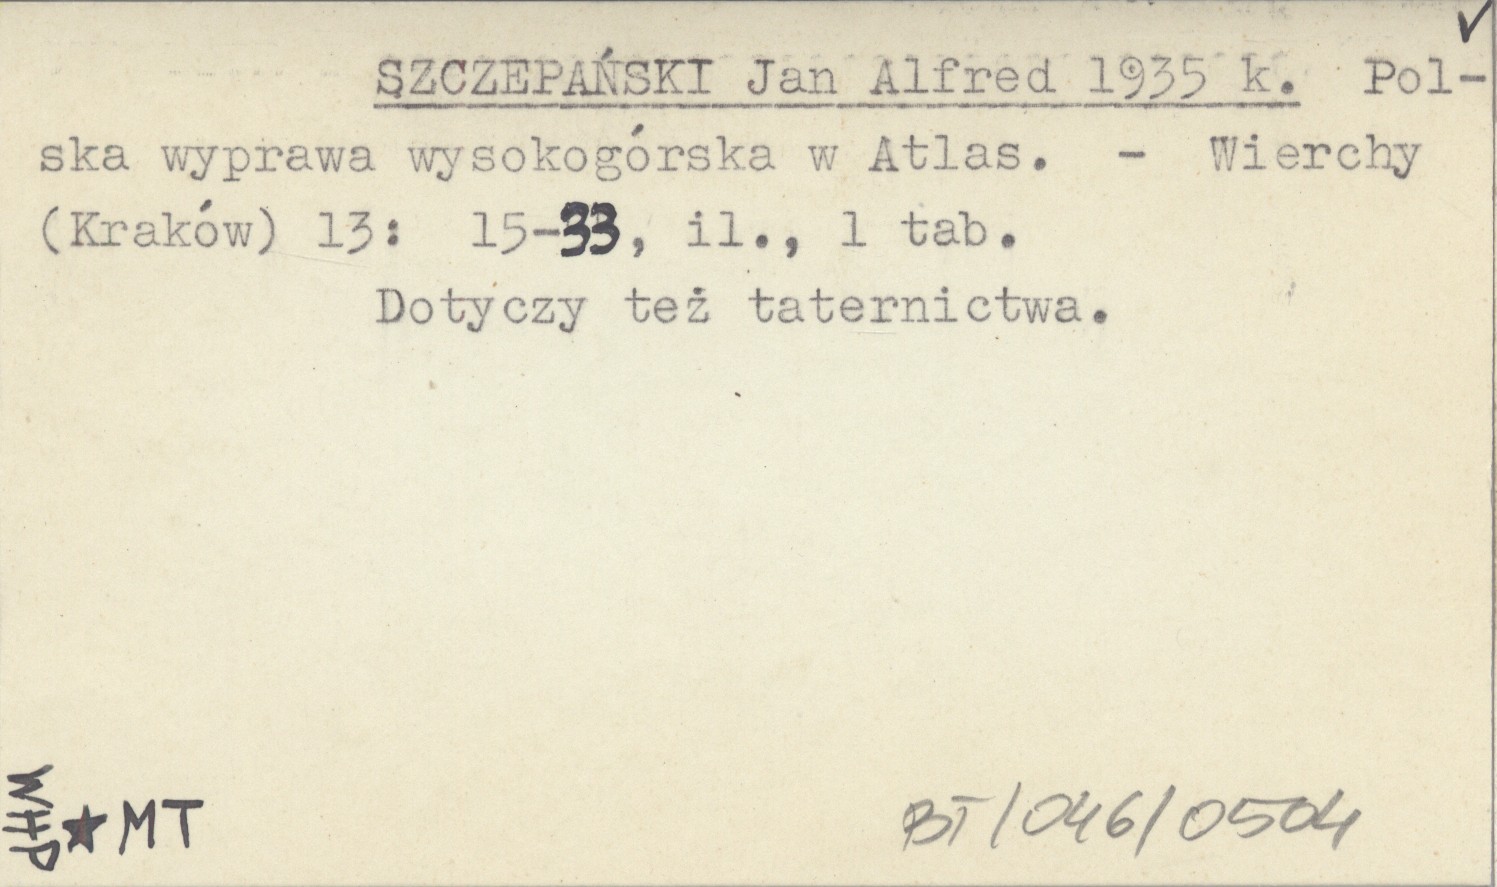 SZCZEPAŃSKI Jan Alfred 1935 k. Pol-
ska wyprawa wysokogórska w Atlas. - Wierchy
(Kraków) 13: 15-33, il., 1 tab.
Dotyczy też taternictwa.
WHP
MT
BT/046/0504